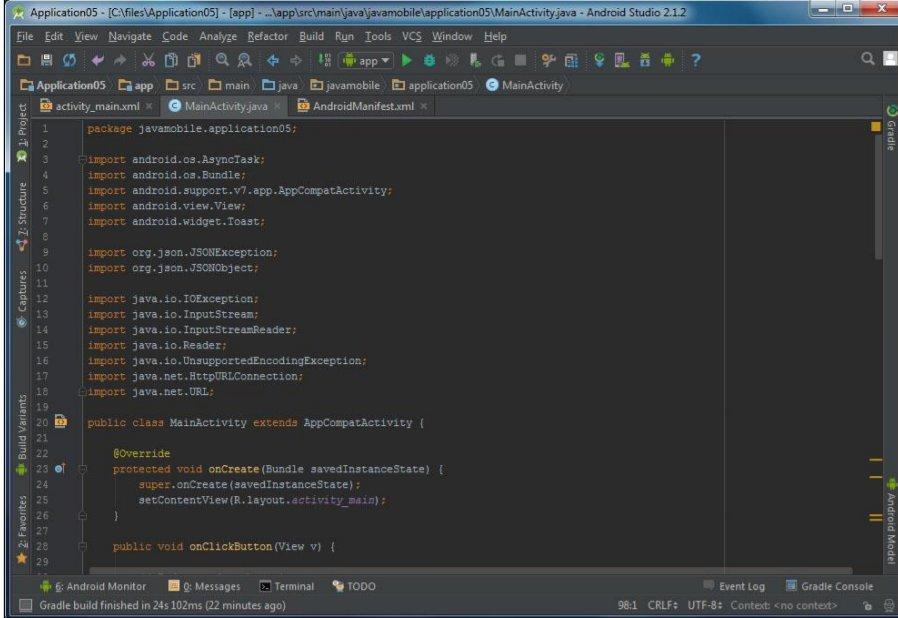 Application05 - [C:\files\Application05] - [app] - ...\app\src\main\java\javamobile\application05\MainActivity.java - Android Studio 2.1.2
File Edit View Navigate Code Analyze Refactor Build Run Tools VCS Window Help
app
Application05 app src main java javamobile application05 MainActivity
activity_main.xml MainActivity.java AndroidManifest.xml
1: Project
7: Structure
Captures
Build Variants
2: Favorites
1 package javamobile.application05;
2
3 import android.os.AsyncTask;
4 import android.os.Bundle;
5 import android.support.v7.app.AppCompatActivity;
6 import android.view.View;
7 import android.widget.Toast;
8
9 import org.json.JSONException;
10 import org.json.JSONObject;
11
12 import java.io.IOException;
13 import java.io.InputStream;
14 import java.io.InputStreamReader;
15 import java.io.Reader;
16 import java.io.UnsupportedEncodingException;
17 import java.net.HttpURLConnection;
18 import java.net.URL;
19
20 public class MainActivity extends AppCompatActivity {
21
22 @Override
23 protected void onCreate(Bundle savedInstanceState) {
24 super.onCreate(savedInstanceState);
25 setContentView(R.layout.activity_main);
26 }
27
28 public void onClickButton(View v) {
29
Gradle
Android Model
6: Android Monitor 0: Messages Terminal TODO Event Log Gradle Console
Gradle build finished in 24s 102ms (22 minutes ago) 98:1 CRLF UTF-8 Context: <no context>